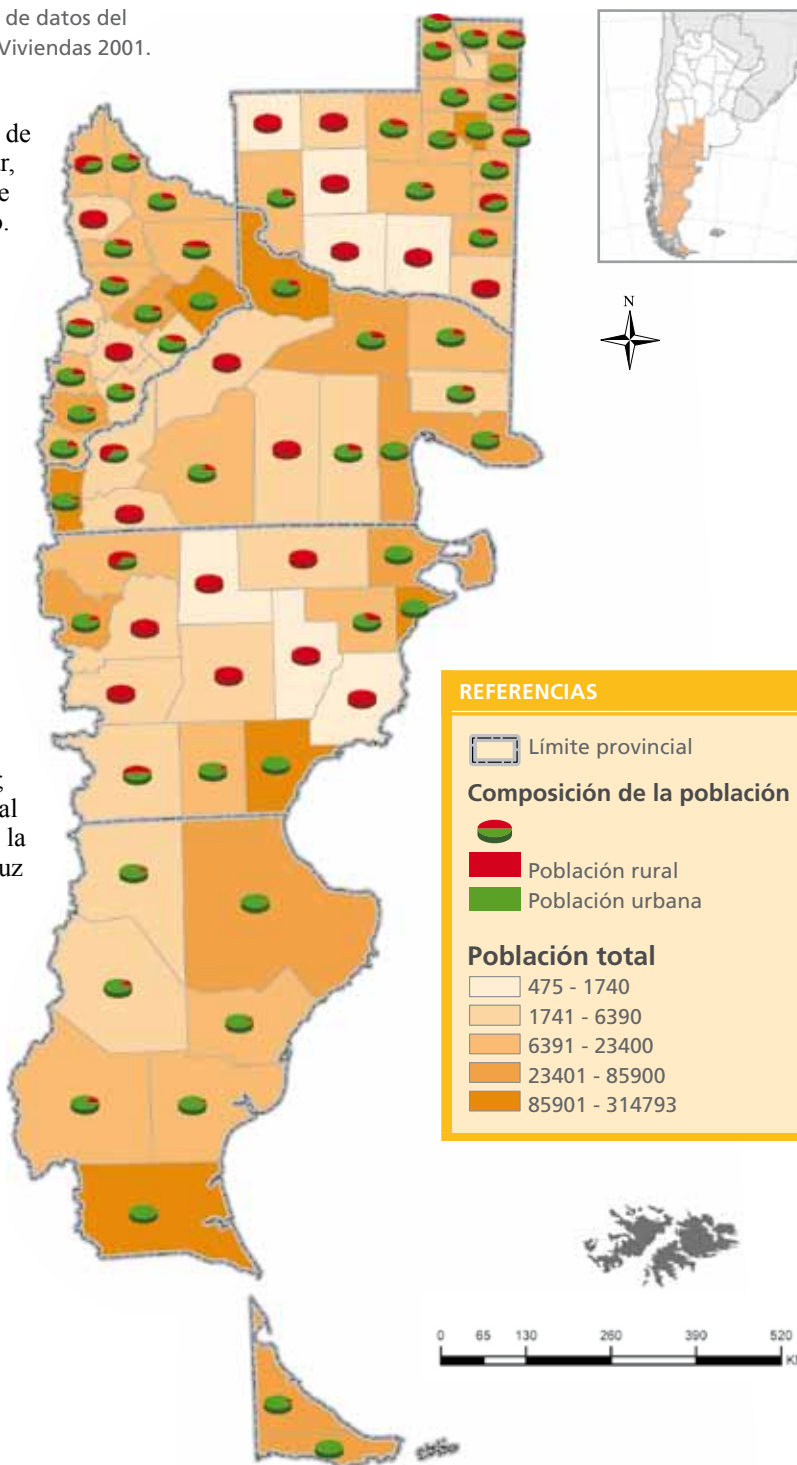 de datos del
Viviendas 2001.
de
ar,
e
o.
;
al
la
uz
N
REFERENCIAS
Límite provincial
Composición de la población
Población rural
Población urbana
Población total
475 - 1740
1741 - 6390
6391 - 23400
23401 - 85900
85901 - 314793
0 65 130 260 390 520